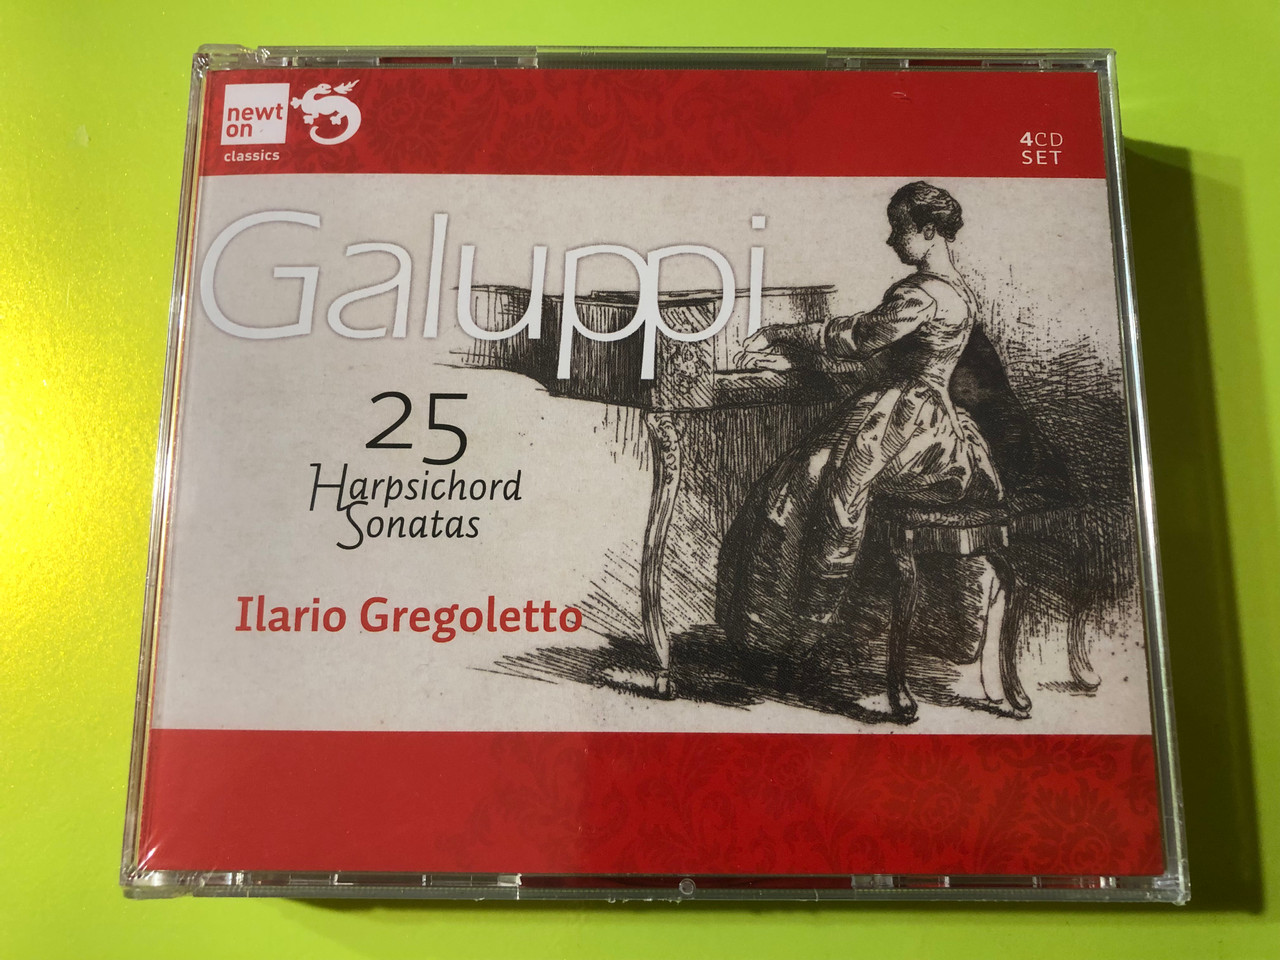 newt
on
classics
4CD
SET
Galuppi
25
Harpsichord
Sonatas
Ilario Gregoletto